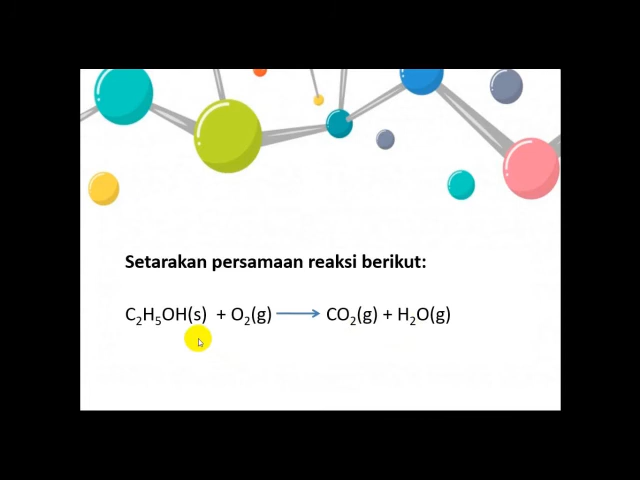 Setarakan persamaan reaksi berikut:
C₂H₅OH(s) + O₂(g) ⟶ CO₂(g) + H₂O(g)